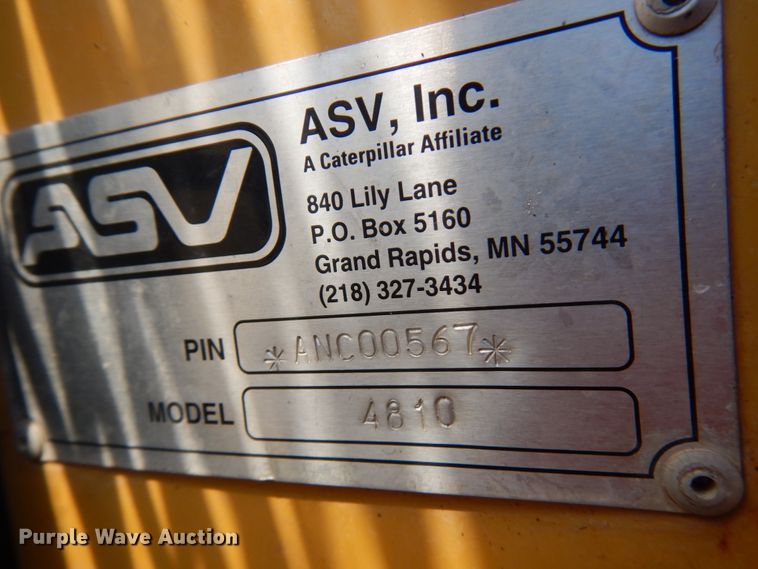 ASV
ASV, Inc.
A Caterpillar Affiliate
840 Lily Lane
P.O. Box 5160
Grand Rapids, MN 55744
(218) 327-3434
PIN *ANC00567*
MODEL 4810
Purple Wave Auction